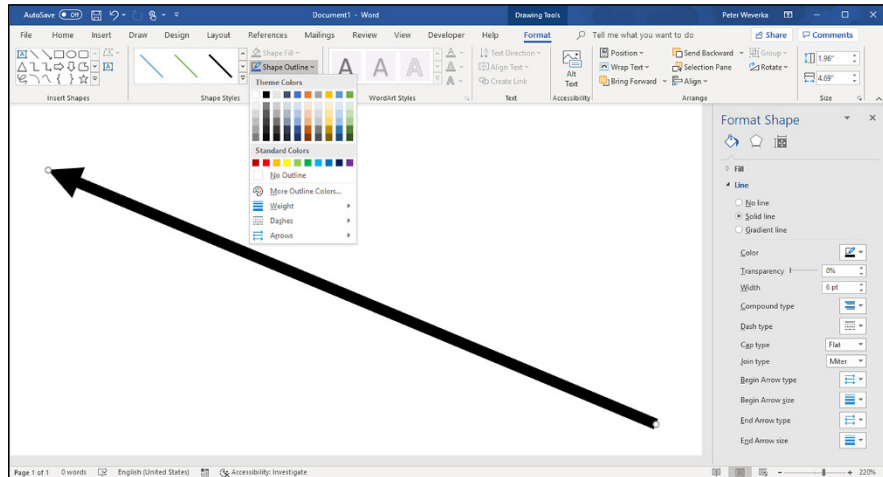 AutoSave Off Document1 - Word Drawing Tools Peter Weverka
File Home Insert Draw Design Layout References Mailings Review View Developer Help Format Tell me what you want to do Share Comments
Shape Fill Text Direction Position Send Backward Group 1.96"
Shape Outline Align Text Wrap Text Selection Pane Rotate 4.69"
Create Link Alt Text Bring Forward Align
Insert Shapes Shape Styles WordArt Styles Text Accessibility Arrange Size
Theme Colors
Standard Colors
No Outline
More Outline Colors...
Weight
Dashes
Arrows
Format Shape
Fill
Line
No line
Solid line
Gradient line
Color
Transparency 0%
Width 6 pt
Compound type
Dash type
Cap type Flat
Join type Miter
Begin Arrow type
Begin Arrow size
End Arrow type
End Arrow size
Page 1 of 1 0 words English (United States) Accessibility: Investigate 220%